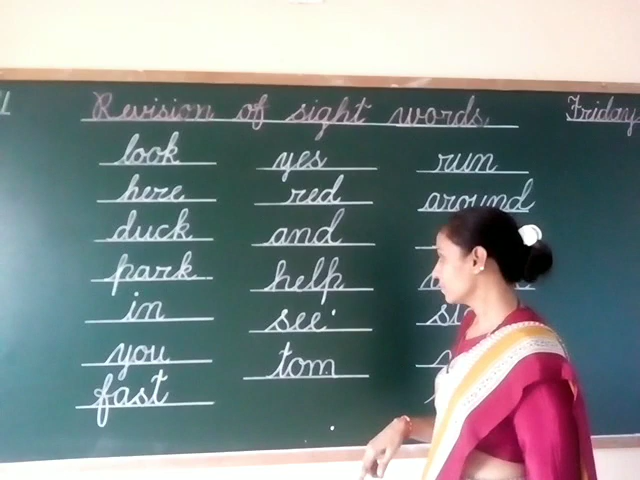 Revision of sight words
Friday
look
here
duck
park
in
you
fast
yes
red
and
help
see
tom
run
around